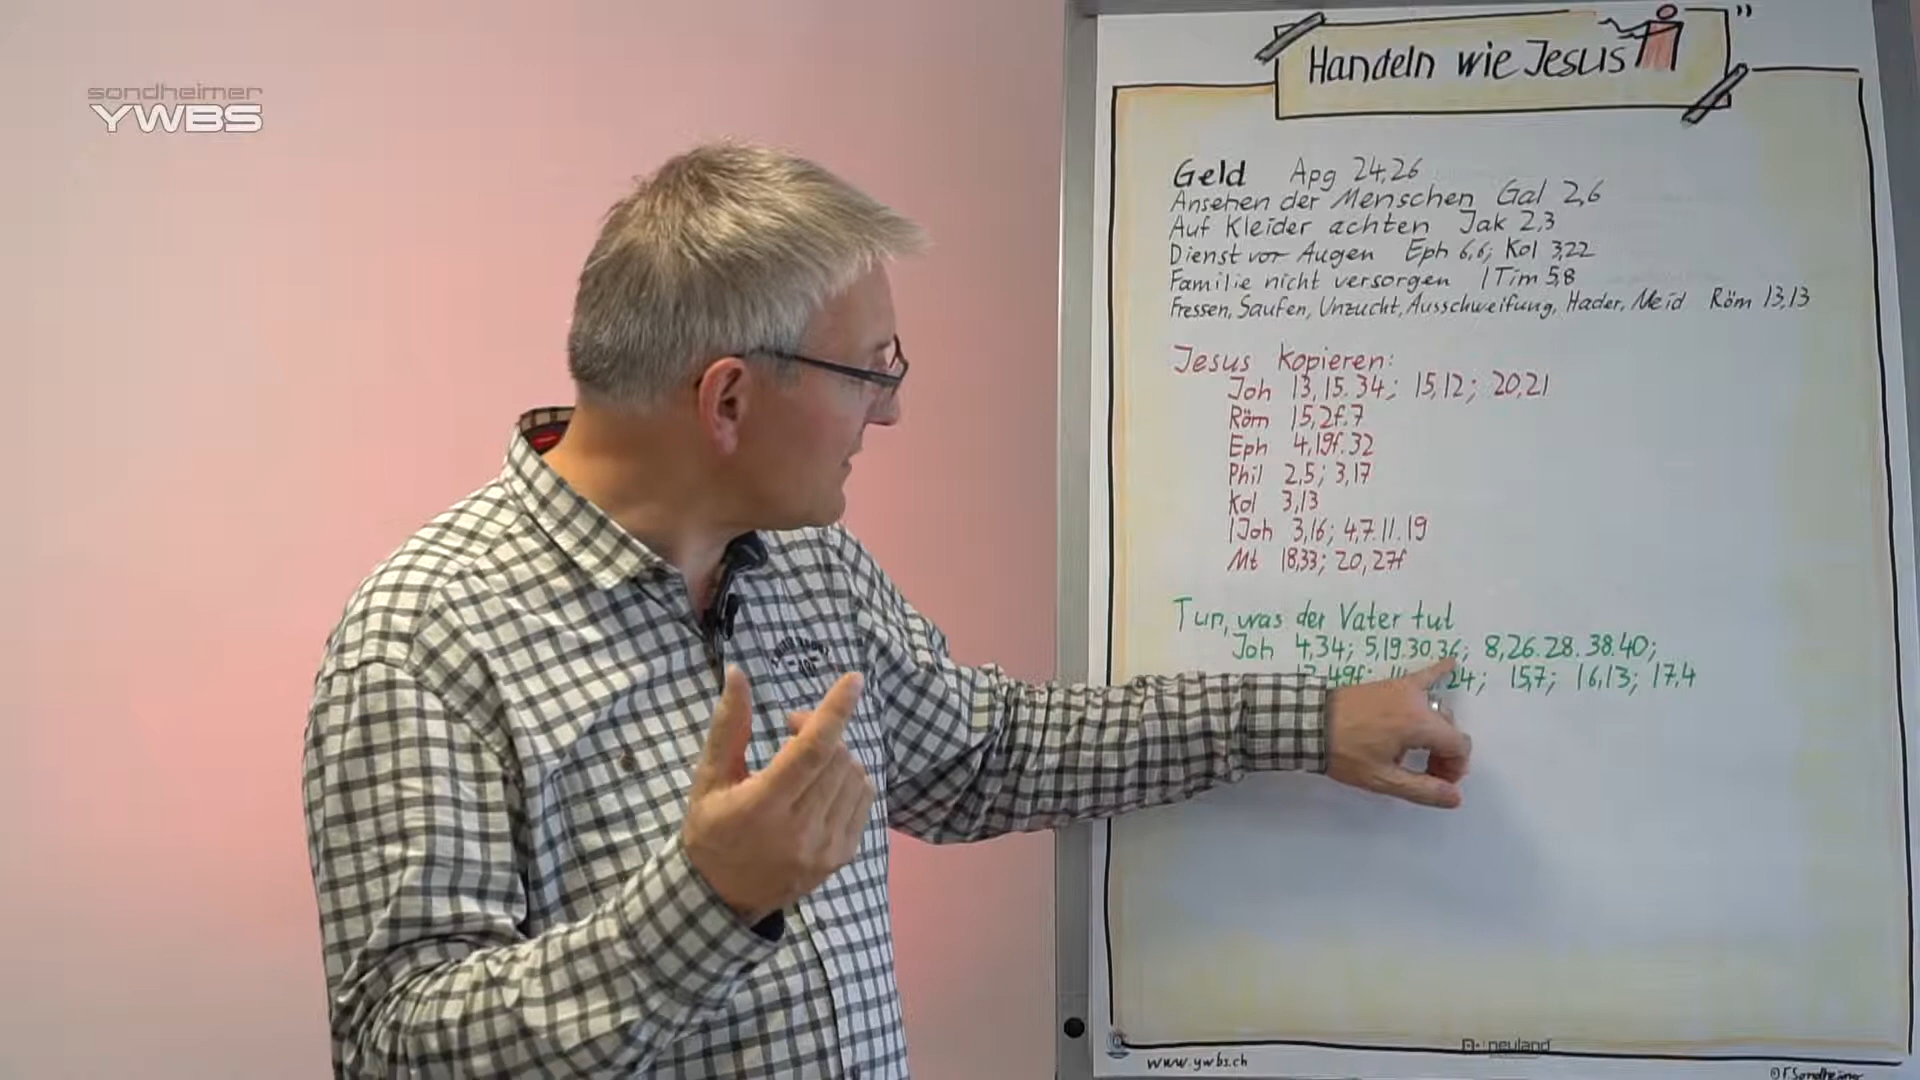 sondheimer
YWBS
Handeln wie Jesus
"
Geld Apg 24,26
Ansehen der Menschen Gal 2,6
Auf Kleider achten Jak 2,3
Dienst vor Augen Eph 6,6; Kol 3,22
Familie nicht versorgen 1Tim 5,8
Fressen, Saufen, Unzucht, Ausschweifung, Hader, Neid Röm 13,13
Jesus kopieren:
Joh 13,15.34; 15,12; 20,21
Röm 15,2f.7
Eph 4,19f.32
Phil 2,5; 3,17
Kol 3,13
1Joh 3,16; 4,7.11.19
Mt 18,33; 20,27f
Tun, was der Vater tut
Joh 4,34; 5,19.30.36; 8,26.28.38.40;
49f; 24; 15,7; 16,13; 17,4
neuland
www.ywbs.ch
© F. Sondheimer